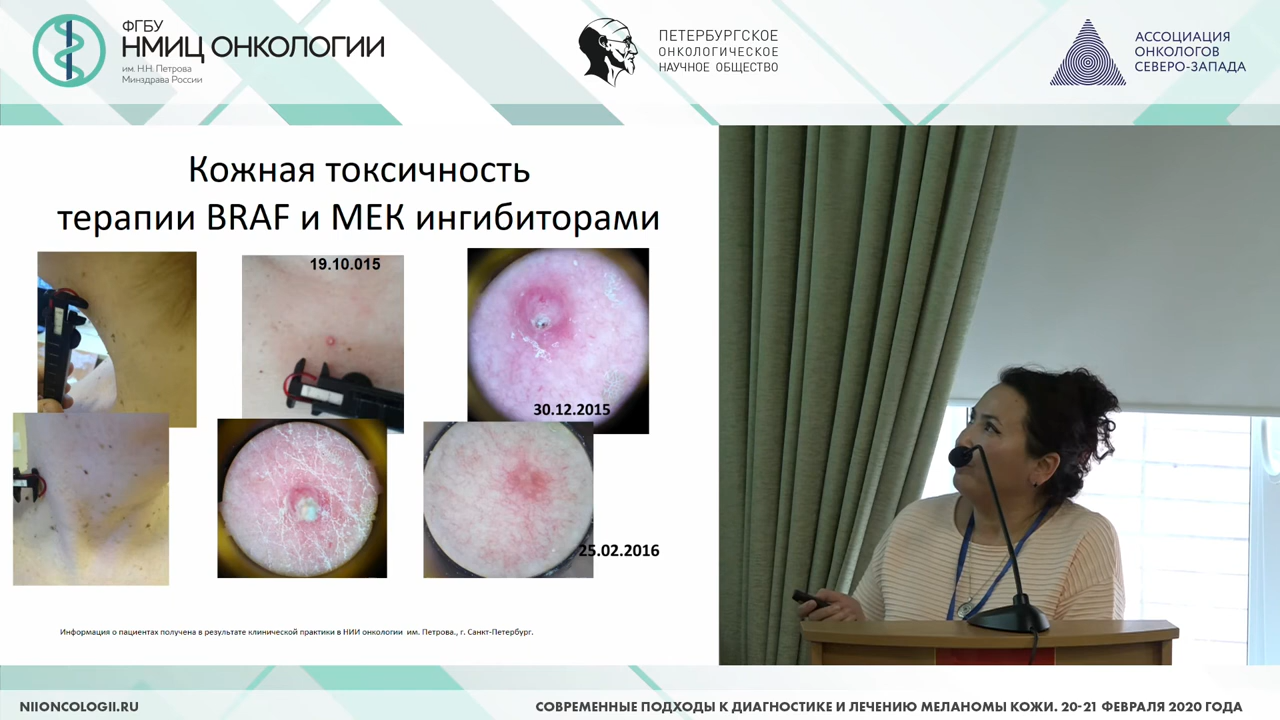 ФГБУ
НМИЦ ОНКОЛОГИИ
им. Н.Н. Петрова
Минздрава России
ПЕТЕРБУРГСКОЕ
ОНКОЛОГИЧЕСКОЕ
НАУЧНОЕ ОБЩЕСТВО
АССОЦИАЦИЯ
ОНКОЛОГОВ
СЕВЕРО-ЗАПАДА
Кожная токсичность
терапии BRAF и МЕК ингибиторами
19.10.015
30.12.2015
25.02.2016
Информация о пациентах получена в результате клинической практики в НИИ онкологии им. Петрова., г. Санкт-Петербург.
NIIONCOLOGII.RU
СОВРЕМЕННЫЕ ПОДХОДЫ К ДИАГНОСТИКЕ И ЛЕЧЕНИЮ МЕЛАНОМЫ КОЖИ. 20-21 ФЕВРАЛЯ 2020 ГОДА